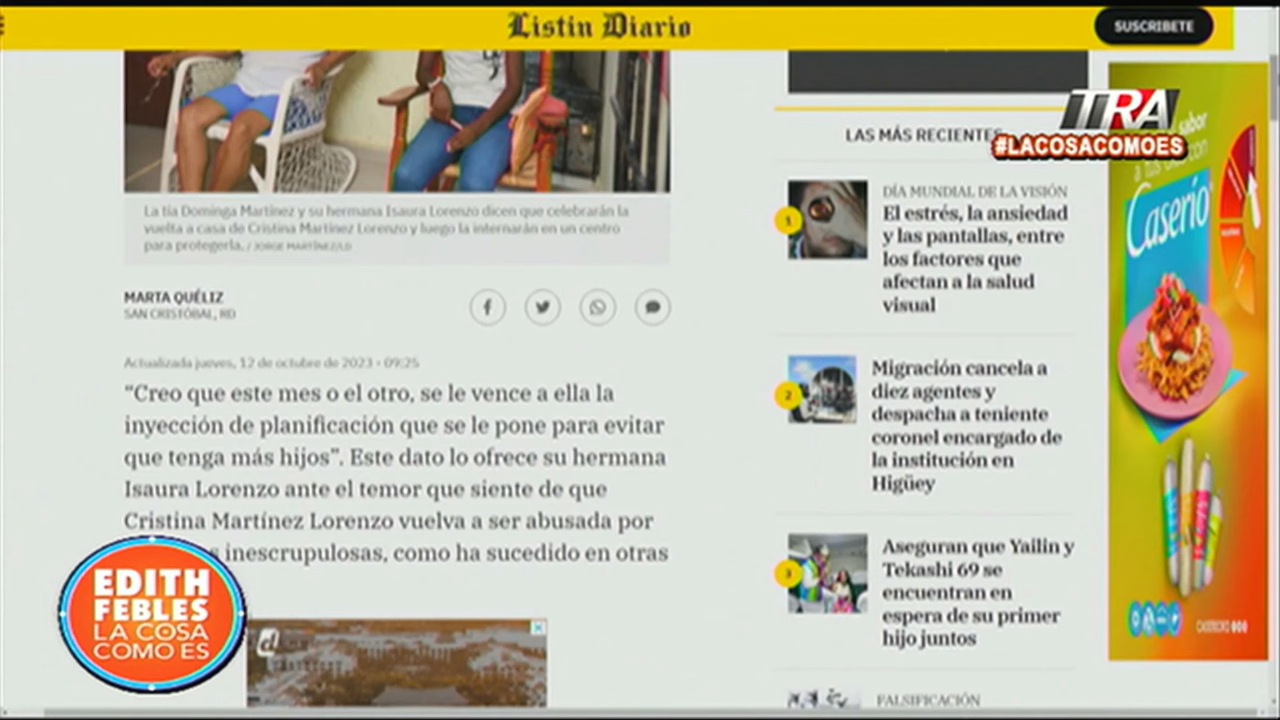 Listín Diario
SUSCRIBETE
TRA
#LACOSACOMOES
La tía Dominga Martínez y su hermana Isaura Lorenzo dicen que celebrarán la
vuelta a casa de Cristina Martínez Lorenzo y luego la internarán en un centro
para protegerla. / JORGE MARTÍNEZ/LD
MARTA QUÉLIZ
SAN CRISTÓBAL, RD
Actualizada jueves, 12 de octubre de 2023 - 09:25
“Creo que este mes o el otro, se le vence a ella la
inyección de planificación que se le pone para evitar
que tenga más hijos”. Este dato lo ofrece su hermana
Isaura Lorenzo ante el temor que siente de que
Cristina Martínez Lorenzo vuelva a ser abusada por
inescrupulosas, como ha sucedido en otras
EDITH
FEBLES
LA COSA
COMO ES
d
LAS MÁS RECIENTES
1
DÍA MUNDIAL DE LA VISIÓN
El estrés, la ansiedad
y las pantallas, entre
los factores que
afectan a la salud
visual
2
Migración cancela a
diez agentes y
despacha a teniente
coronel encargado de
la institución en
Higüey
3
Aseguran que Yailin y
Tekashi 69 se
encuentran en
espera de su primer
hijo juntos
FALSIFICACIÓN
sabor
a tus con
Caserío